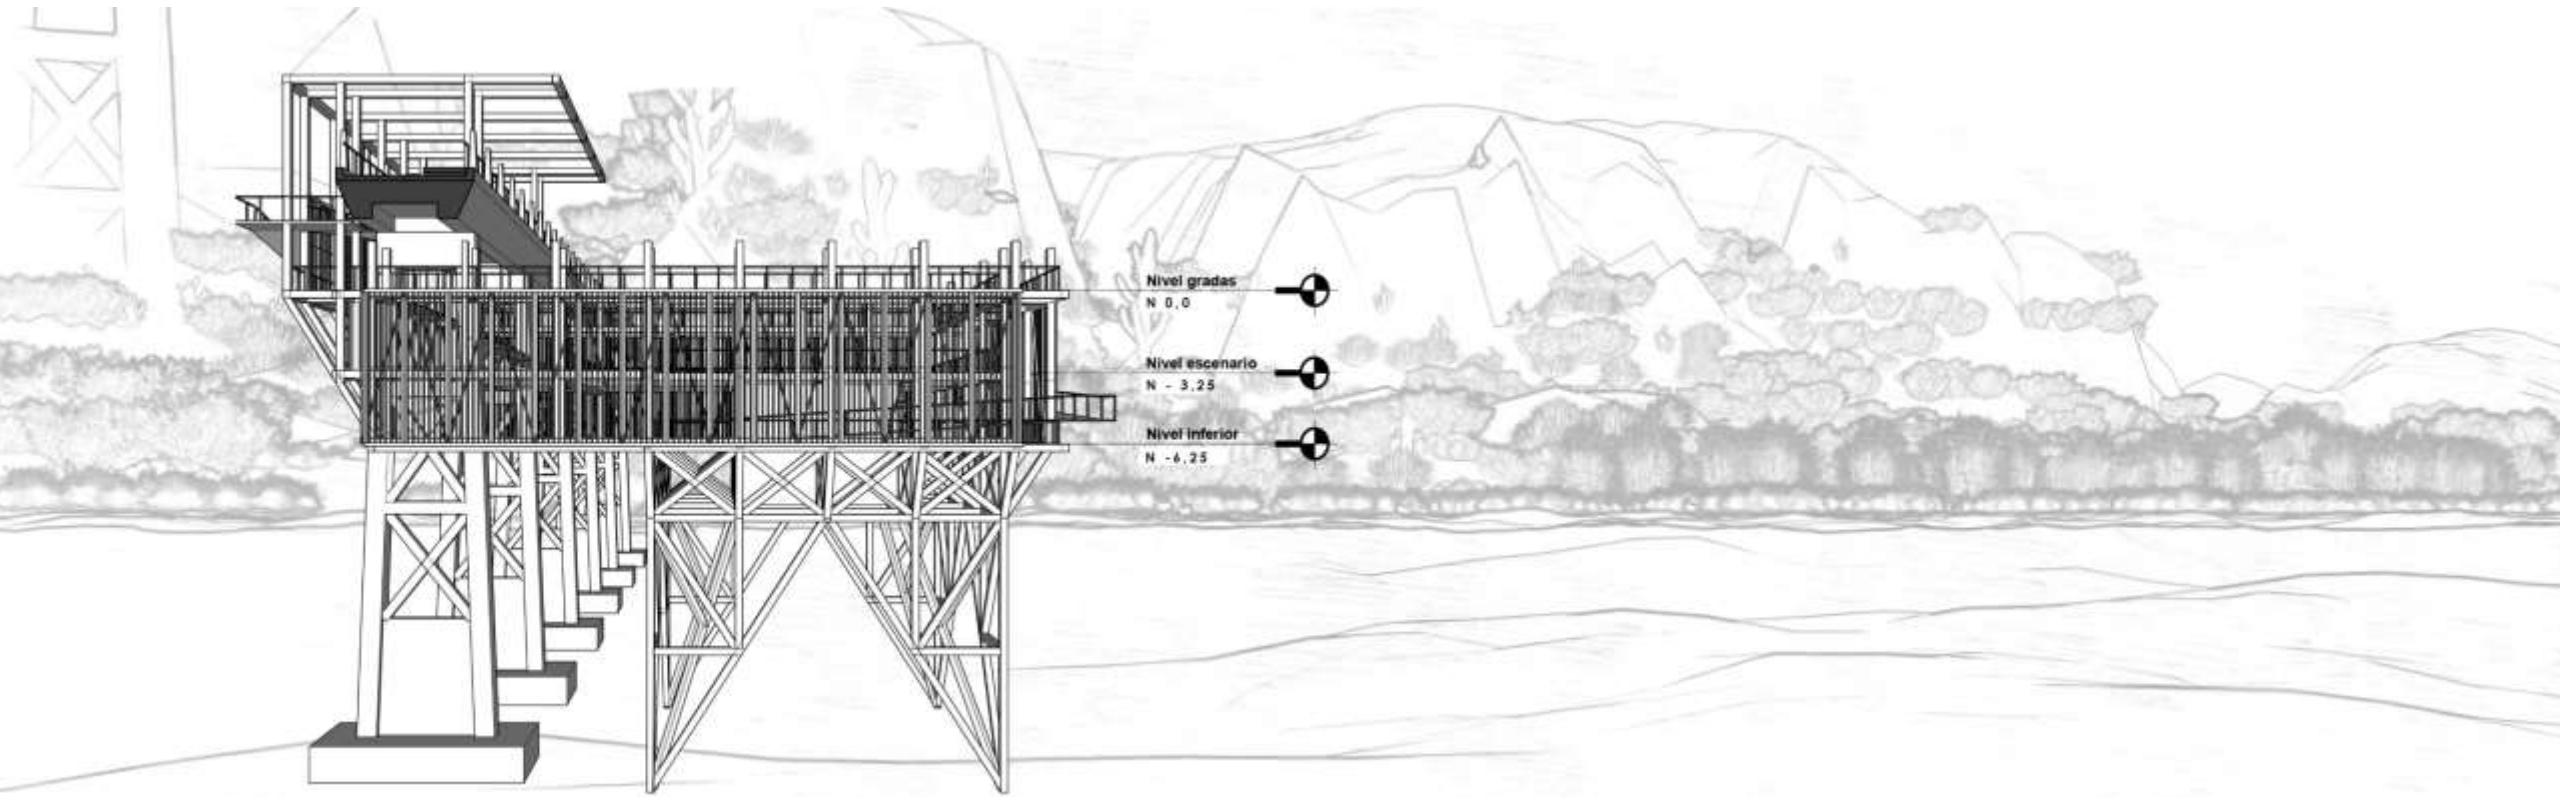 Nivel gradas
N 0,0
Nivel escenario
N - 3,25
Nivel inferior
N -6,25